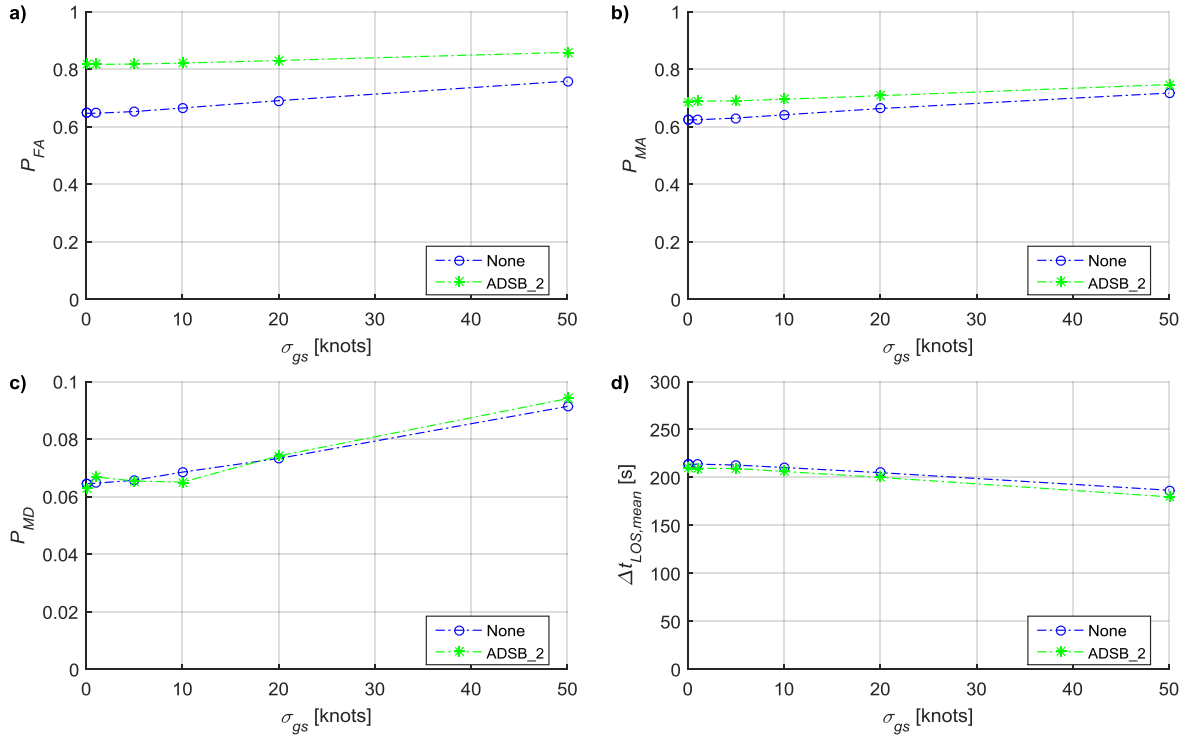 a)
1
0.8
0.6
0.4
0.2
0
P_FA
0 10 20 30 40 50
σ_gs [knots]
None
ADSB_2
b)
1
0.8
0.6
0.4
0.2
0
P_MA
0 10 20 30 40 50
σ_gs [knots]
None
ADSB_2
c)
0.1
0.08
0.06
0.04
0.02
0
P_MD
0 10 20 30 40 50
σ_gs [knots]
None
ADSB_2
d)
300
250
200
150
100
50
0
Δt_LOS,mean [s]
0 10 20 30 40 50
σ_gs [knots]
None
ADSB_2